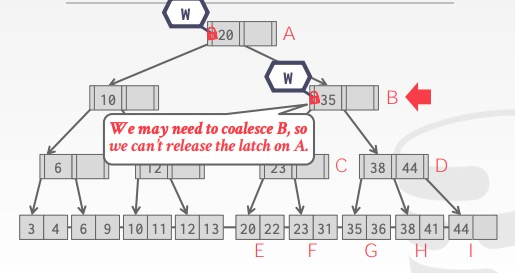 W
20 A
W
10
35 B
We may need to coalesce B, so
we can't release the latch on A.
6
12
23 C
38 44 D
3 4 6 9 10 11 12 13 20 22 23 31 35 36 38 41 44
E F G H I